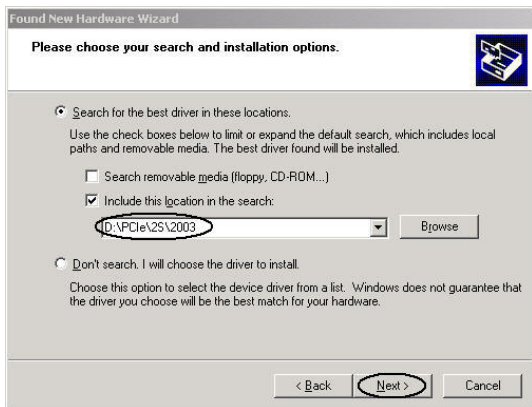 Found New Hardware Wizard
Please choose your search and installation options.
Search for the best driver in these locations.
Use the check boxes below to limit or expand the default search, which includes local
paths and removable media. The best driver found will be installed.
Search removable media (floppy, CD-ROM...)
Include this location in the search:
D:\PCIe\2S\2003
Browse
Don't search. I will choose the driver to install.
Choose this option to select the device driver from a list. Windows does not guarantee that
the driver you choose will be the best match for your hardware.
< Back
Next >
Cancel